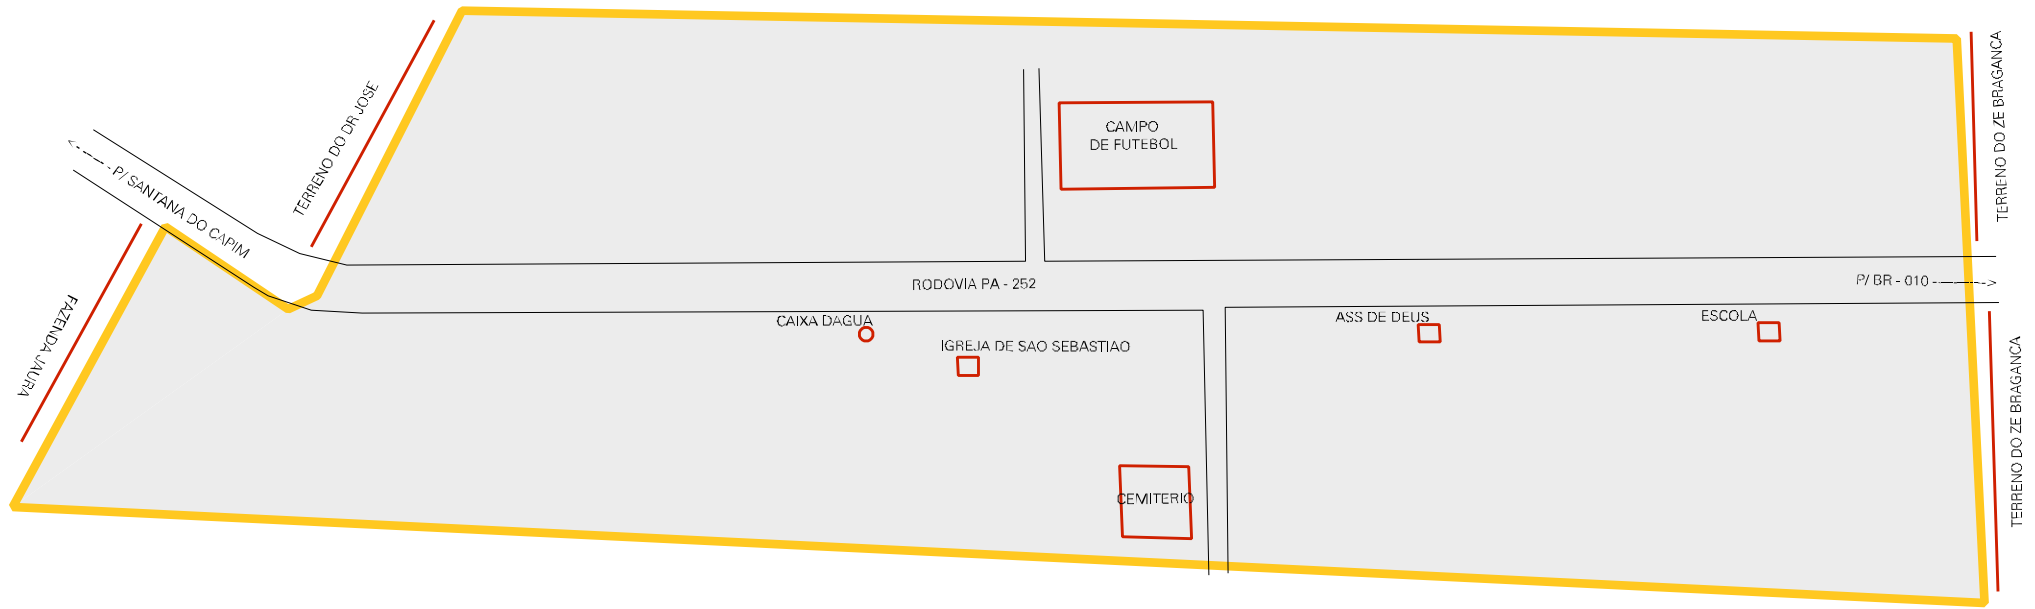 TERRENO DO DR JOSE
TERRENO DO ZE BRAGANCA
CAMPO
DE FUTEBOL
<------P/ SANTANA DO CAPIM
RODOVIA PA - 252
P/ BR - 010 ------->
FAZENDA JAURA
CAIXA DAGUA
ASS DE DEUS
ESCOLA
IGREJA DE SAO SEBASTIAO
TERRENO DO ZE BRAGANCA
CEMITERIO